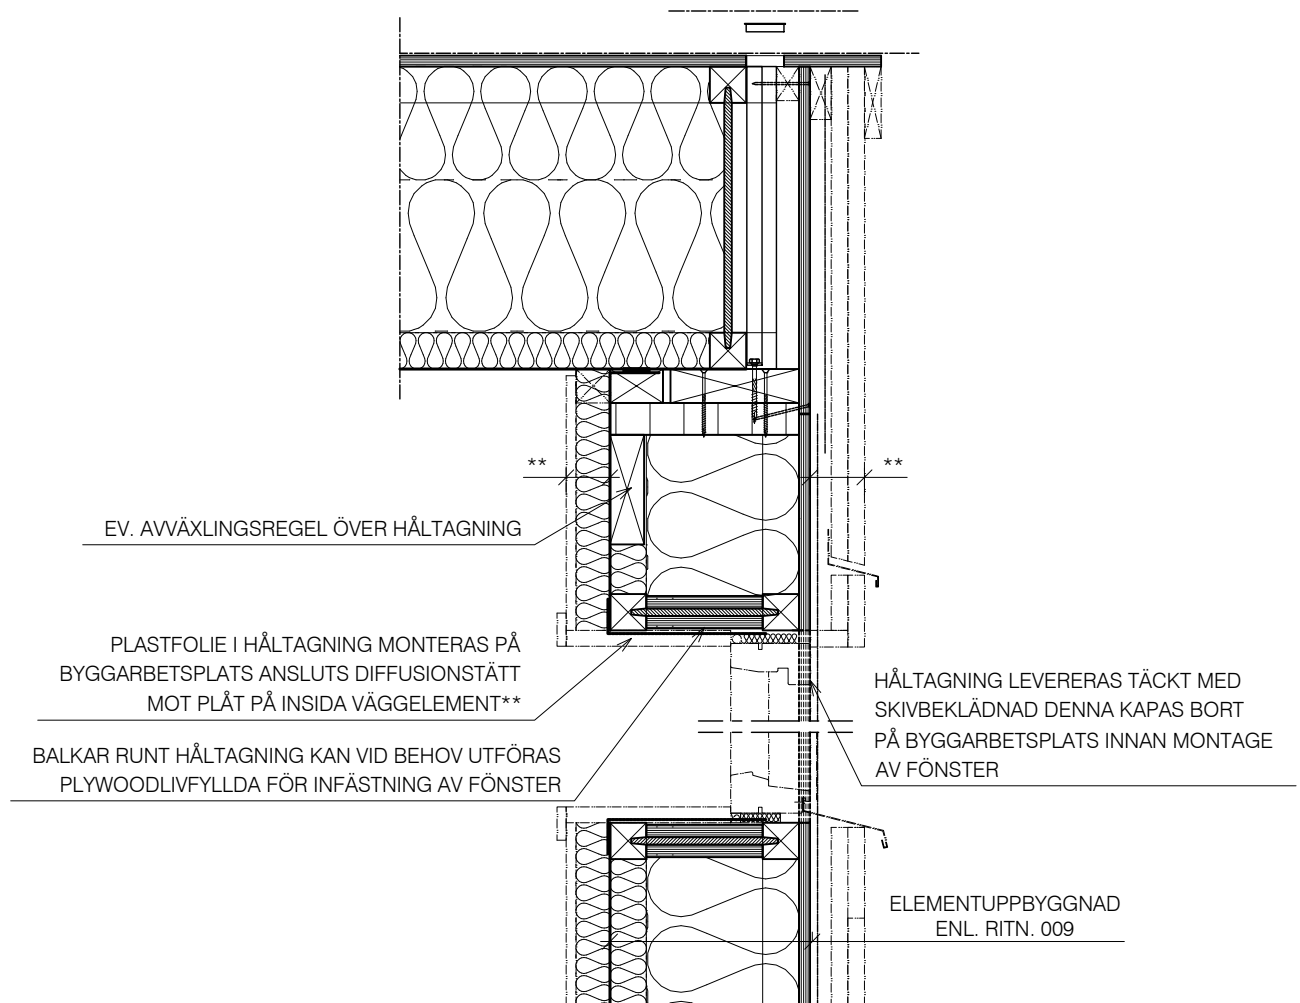 **
**
EV. AVVÄXLINGSREGEL ÖVER HÅLTAGNING
PLASTFOLIE I HÅLTAGNING MONTERAS PÅ
BYGGARBETSPLATS ANSLUTS DIFFUSIONSTÄTT
MOT PLÅT PÅ INSIDA VÄGGELEMENT**
BALKAR RUNT HÅLTAGNING KAN VID BEHOV UTFÖRAS
PLYWOODLIVFYLLDA FÖR INFÄSTNING AV FÖNSTER
HÅLTAGNING LEVERERAS TÄCKT MED
SKIVBEKLÄDNAD DENNA KAPAS BORT
PÅ BYGGARBETSPLATS INNAN MONTAGE
AV FÖNSTER
ELEMENTUPPBYGGNAD
ENL. RITN. 009